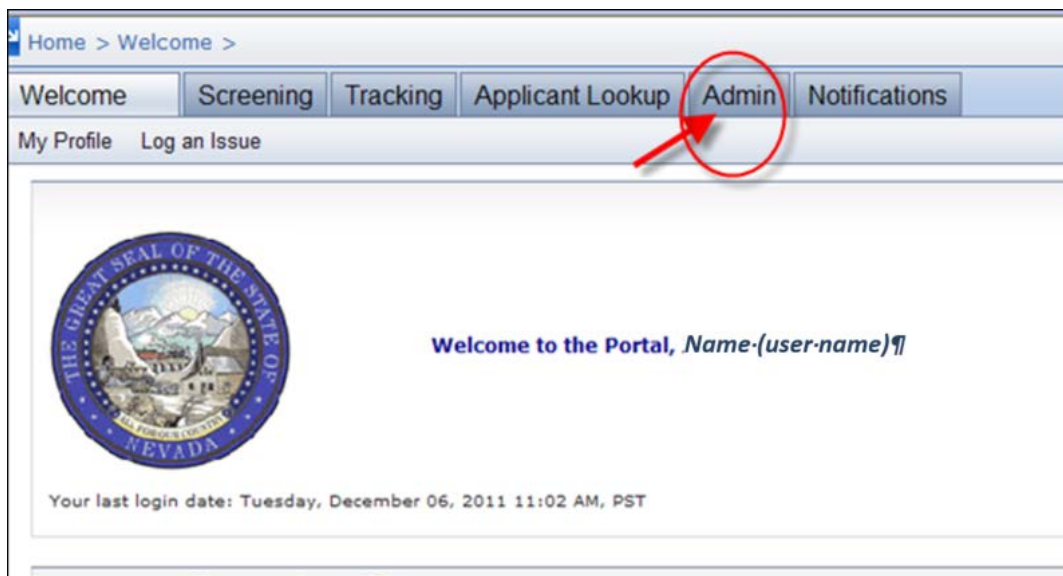 Home > Welcome >
Welcome Screening Tracking Applicant Lookup Admin Notifications
My Profile Log an Issue
THE GREAT SEAL OF THE STATE OF NEVADA
ALL FOR OUR COUNTRY
Welcome to the Portal, Name·(user·name)¶
Your last login date: Tuesday, December 06, 2011 11:02 AM, PST